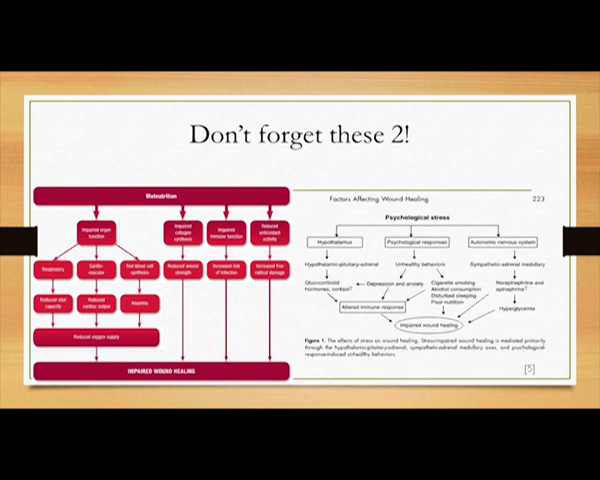 Don't forget these 2!
Malnutrition
Impaired organ
function
Impaired
collagen
synthesis
Impaired
immune function
Reduced
antioxidant
activity
Respiratory
Cardio-
vascular
Red blood cell
synthesis
Reduced wound
strength
Increased risk
of infection
Increased free
radical damage
Reduced vital
capacity
Reduced
cardiac output
Anaemia
Reduced oxygen supply
IMPAIRED WOUND HEALING
Factors Affecting Wound Healing 223
Psychological stress
Hypothalamus Psychological responses Autonomic nervous system
Hypothalamic-pituitary-adrenal Unhealthy behaviors Sympathetic-adrenal medullary
Glucocorticoid
hormones, cortisol↑
Depression and anxiety
Cigarette smoking
Alcohol consumption
Disturbed sleeping
Poor nutrition
Norepinephrine and
epinephrine↑
Altered immune response
Hyperglycemia
Impaired wound healing
Figure 1. The effects of stress on wound healing. Stress-impaired wound healing is mediated primarily
through the hypothalamic-pituitary-adrenal, sympathetic-adrenal medullary axes, and psychological-
response-induced unhealthy behaviors.
[5]